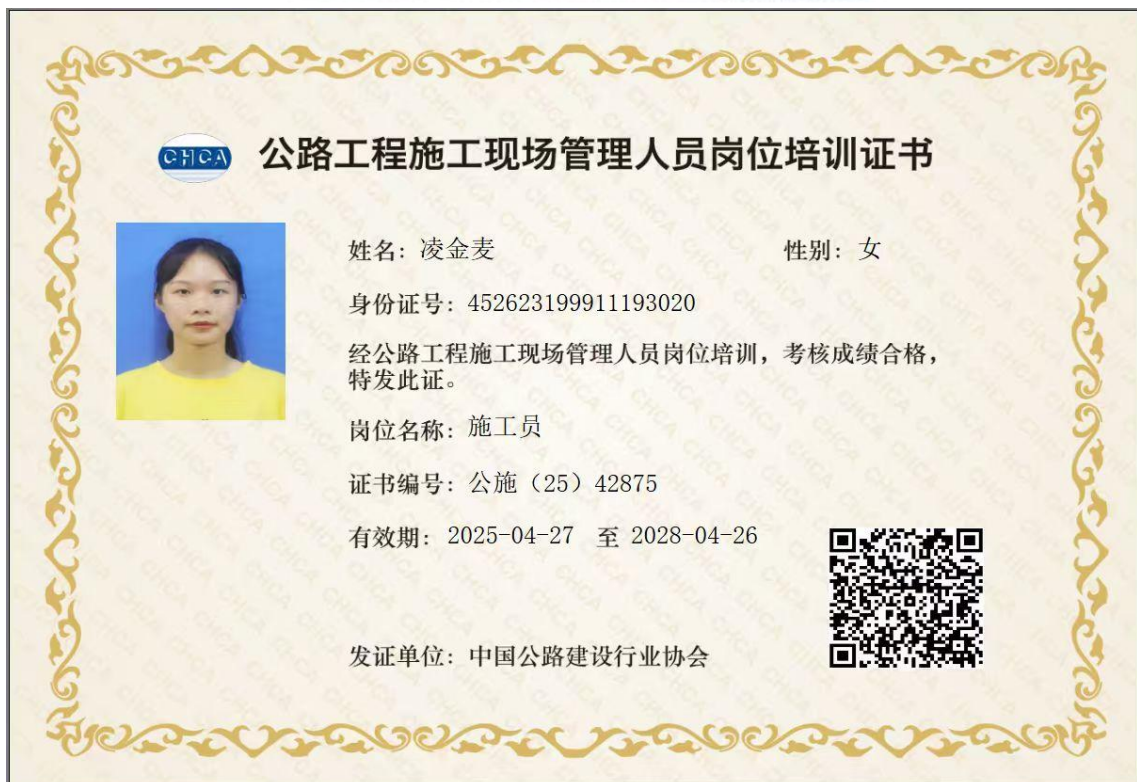 CHCA 公路工程施工现场管理人员岗位培训证书
姓名：凌金麦 性别：女
身份证号：452623199911193020
经公路工程施工现场管理人员岗位培训，考核成绩合格，
特发此证。
岗位名称：施工员
证书编号：公施（25）42875
有效期：2025-04-27 至 2028-04-26
发证单位：中国公路建设行业协会